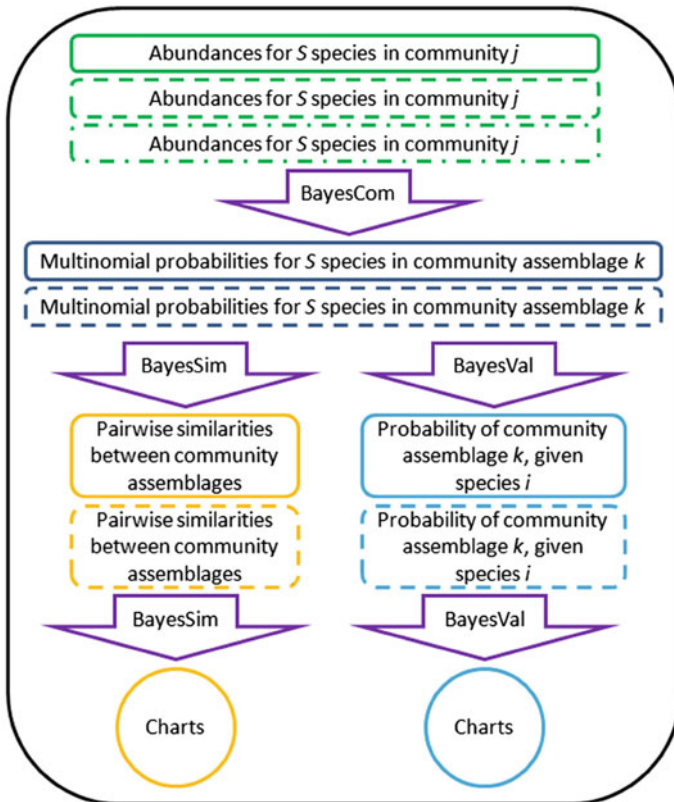 Abundances for S species in community j
Abundances for S species in community j
Abundances for S species in community j
BayesCom
Multinomial probabilities for S species in community assemblage k
Multinomial probabilities for S species in community assemblage k
BayesSim
BayesVal
Pairwise similarities
between community
assemblages
Probability of community
assemblage k, given
species i
Pairwise similarities
between community
assemblages
Probability of community
assemblage k, given
species i
BayesSim
BayesVal
Charts
Charts